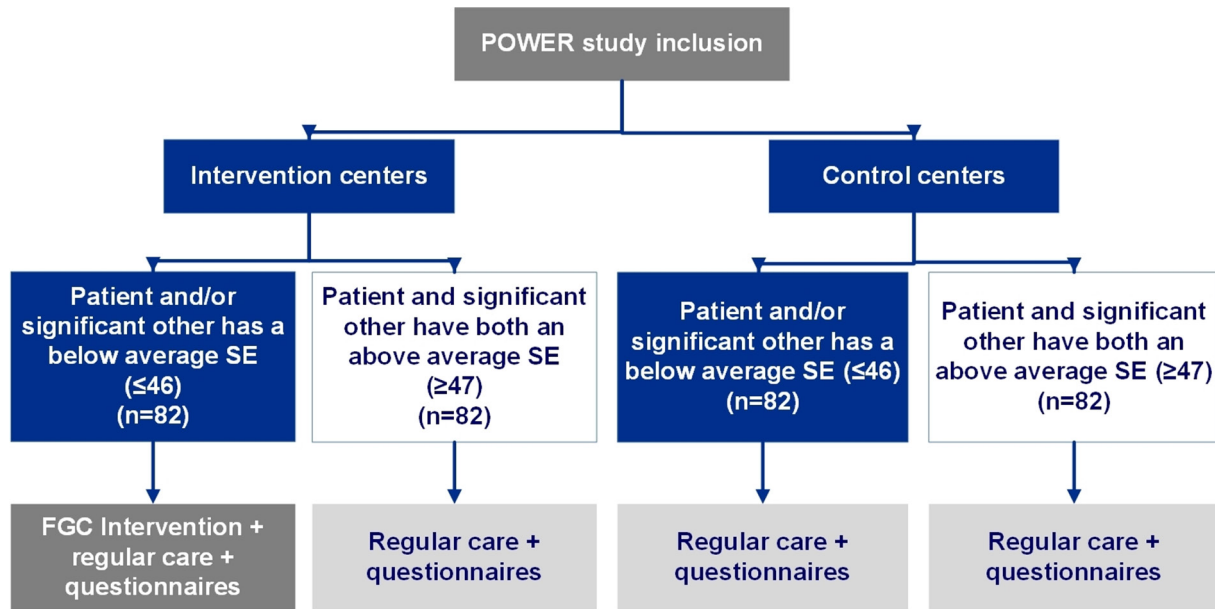 POWER study inclusion
Intervention centers
Control centers
Patient and/or
significant other has a
below average SE
(≤46)
(n=82)
Patient and significant
other have both an
above average SE
(≥47)
(n=82)
Patient and/or
significant other has a
below average SE (≤46)
(n=82)
Patient and significant
other have both an
above average SE (≥47)
(n=82)
FGC Intervention +
regular care +
questionnaires
Regular care +
questionnaires
Regular care +
questionnaires
Regular care +
questionnaires